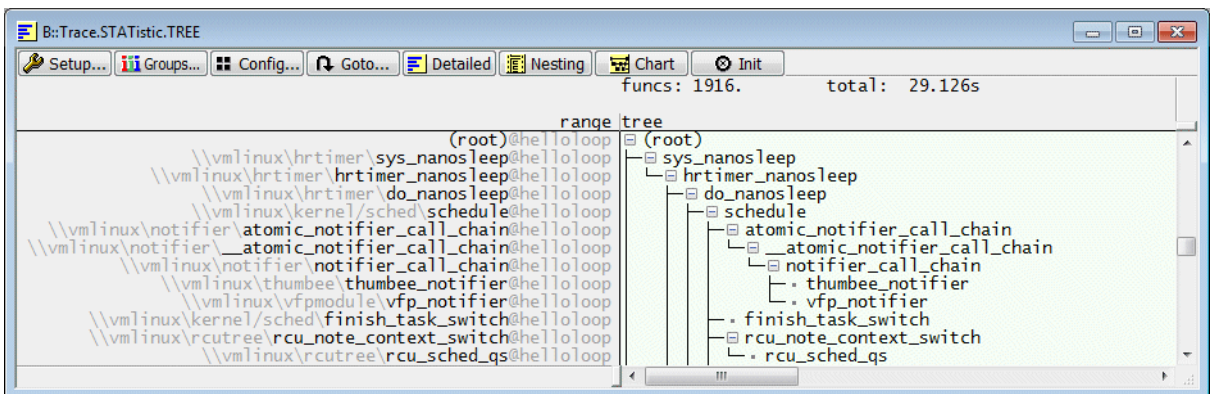 B::Trace.STATistic.TREE
Setup... Groups... Config... Goto... Detailed Nesting Chart Init
funcs: 1916. total: 29.126s
range tree
(root)@helloloop (root)
\\vmlinux\hrtimer\sys_nanosleep@helloloop sys_nanosleep
\\vmlinux\hrtimer\hrtimer_nanosleep@helloloop hrtimer_nanosleep
\\vmlinux\hrtimer\do_nanosleep@helloloop do_nanosleep
\\vmlinux\kernel/sched\schedule@helloloop schedule
\\vmlinux\notifier\atomic_notifier_call_chain@helloloop atomic_notifier_call_chain
\\vmlinux\notifier\__atomic_notifier_call_chain@helloloop __atomic_notifier_call_chain
\\vmlinux\notifier\notifier_call_chain@helloloop notifier_call_chain
\\vmlinux\thumbee\thumbee_notifier@helloloop thumbee_notifier
\\vmlinux\vfpmodule\vfp_notifier@helloloop vfp_notifier
\\vmlinux\kernel/sched\finish_task_switch@helloloop finish_task_switch
\\vmlinux\rcutree\rcu_note_context_switch@helloloop rcu_note_context_switch
\\vmlinux\rcutree\rcu_sched_qs@helloloop rcu_sched_qs